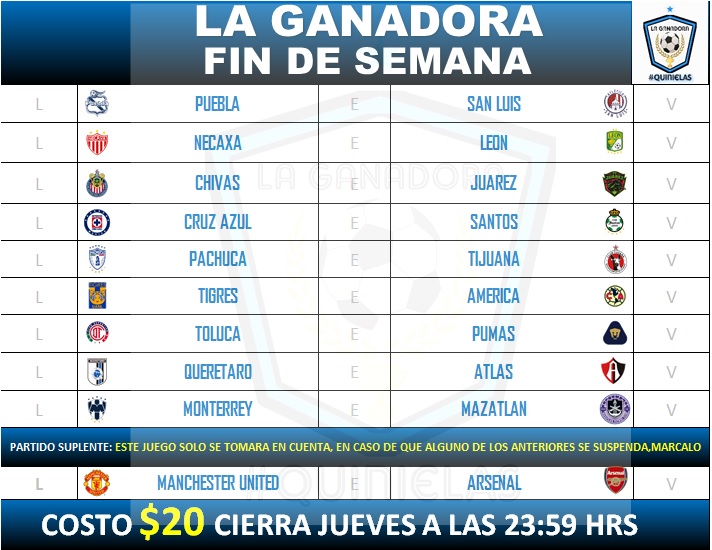 LA GANADORA
FIN DE SEMANA
LA GANADORA
#QUINIELAS
L PUEBLA E SAN LUIS V
L NECAXA E LEON V
LA GANADORA
L CHIVAS E JUAREZ V
L CRUZ AZUL E SANTOS V
L PACHUCA E TIJUANA V
L TIGRES E AMERICA V
L TOLUCA E PUMAS V
L QUERETARO E ATLAS V
L MONTERREY E MAZATLAN V
PARTIDO SUPLENTE: ESTE JUEGO SOLO SE TOMARA EN CUENTA, EN CASO DE QUE ALGUNO DE LOS ANTERIORES SE SUSPENDA,MARCALO
L MANCHESTER UNITED E ARSENAL V
#QUINIELAS
COSTO $20 CIERRA JUEVES A LAS 23:59 HRS